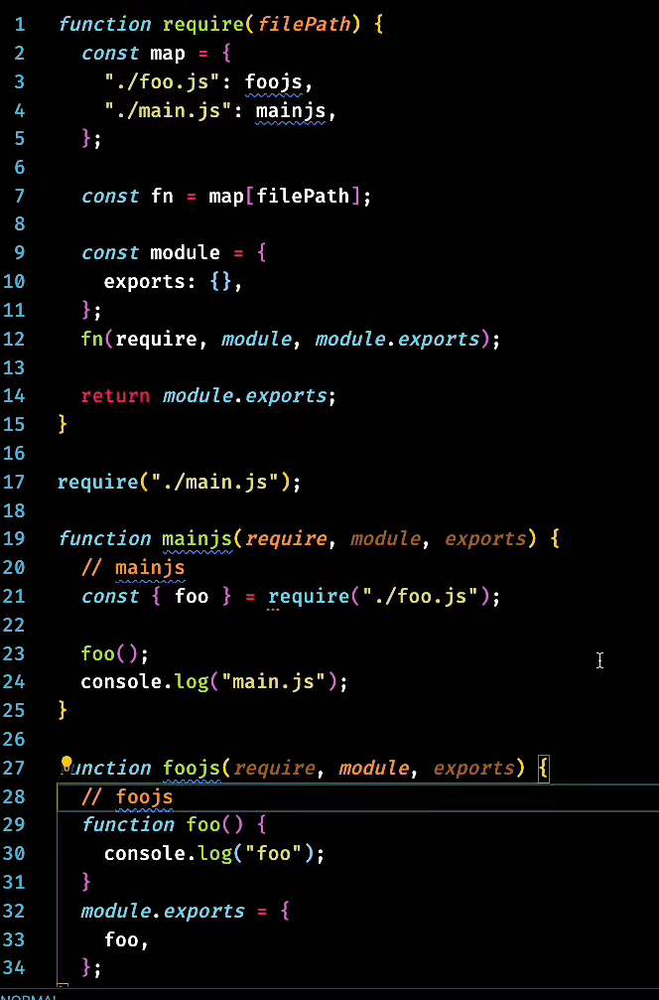 1 function require(filePath) {
2 const map = {
3 "./foo.js": foojs,
4 "./main.js": mainjs,
5 };
6
7 const fn = map[filePath];
8
9 const module = {
10 exports: {},
11 };
12 fn(require, module, module.exports);
13
14 return module.exports;
15 }
16
17 require("./main.js");
18
19 function mainjs(require, module, exports) {
20 // mainjs
21 const { foo } = require("./foo.js");
22
23 foo();
24 console.log("main.js");
25 }
26
27 function foojs(require, module, exports) {
28 // foojs
29 function foo() {
30 console.log("foo");
31 }
32 module.exports = {
33 foo,
34 };
NORMAL